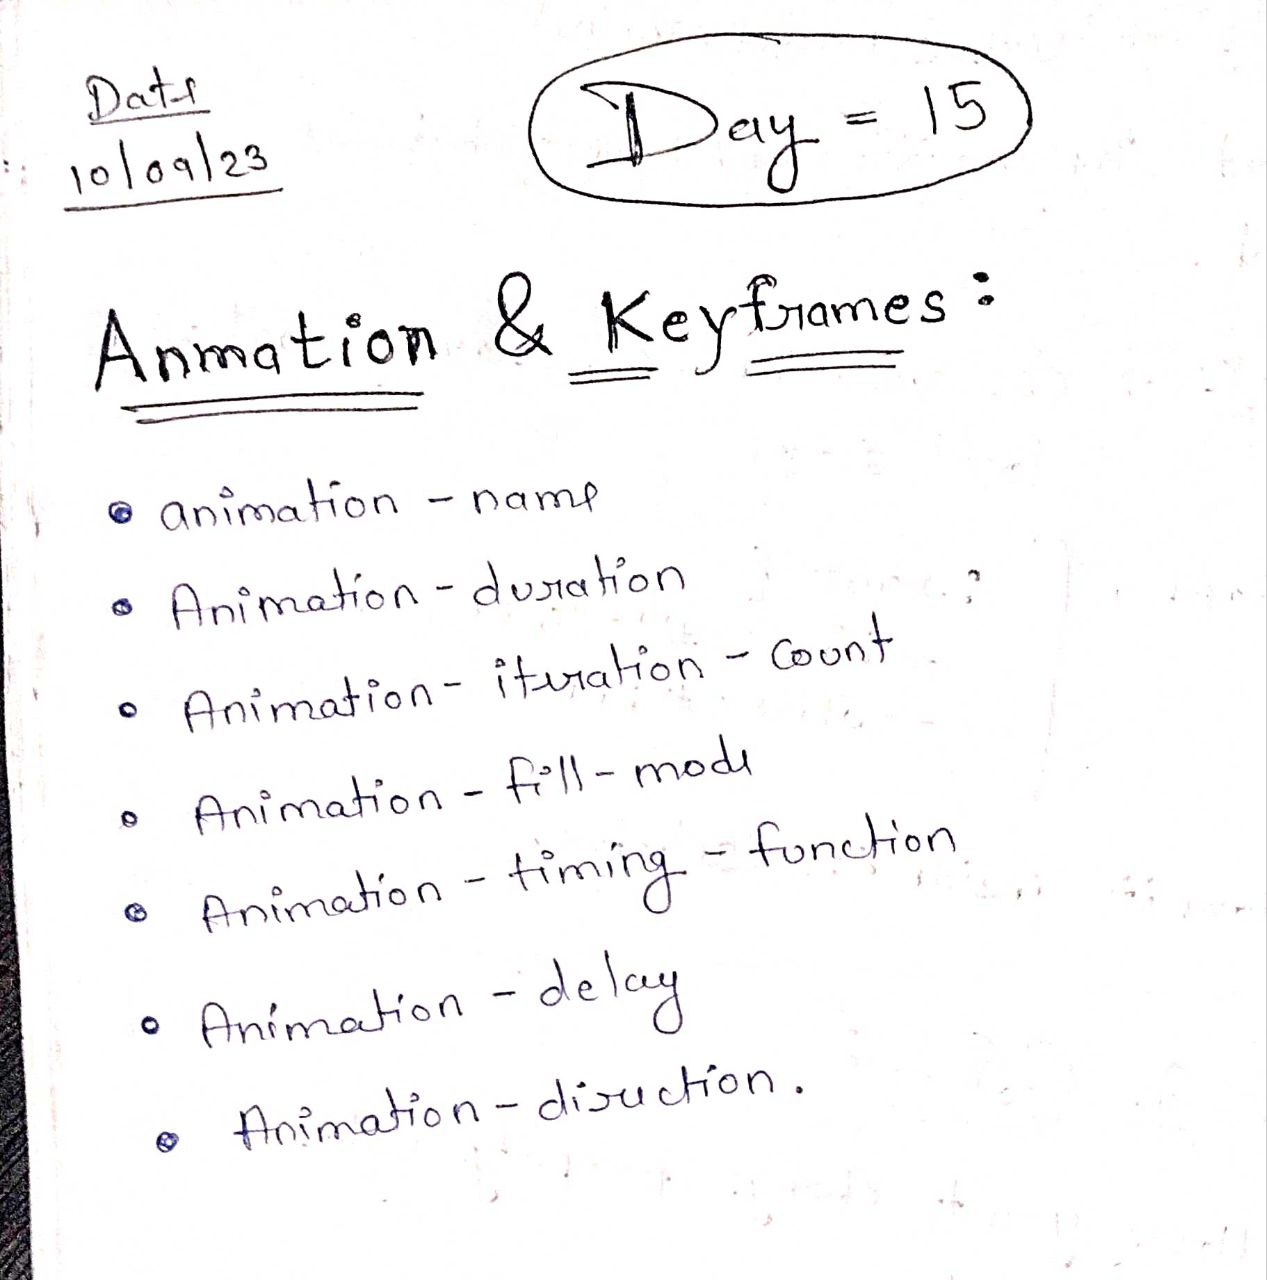 Date
10/09/23
Day = 15
Anmation & Keyframes :
• animation - name
• Animation - duration
• Animation - iteration - count
• Animation - fill - mode
• Animation - timing - function
• Animation - delay
• Animation - direction.